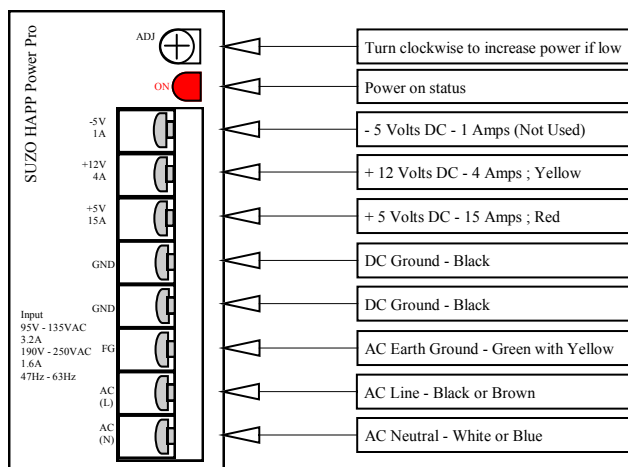 SUZO HAPP Power Pro
ADJ
Turn clockwise to increase power if low
ON
Power on status
-5V
1A
- 5 Volts DC - 1 Amps (Not Used)
+12V
4A
+ 12 Volts DC - 4 Amps ; Yellow
+5V
15A
+ 5 Volts DC - 15 Amps ; Red
GND
DC Ground - Black
GND
DC Ground - Black
Input
95V - 135VAC
3.2A
190V - 250VAC
1.6A
47Hz - 63Hz
FG
AC Earth Ground - Green with Yellow
AC
(L)
AC Line - Black or Brown
AC
(N)
AC Neutral - White or Blue